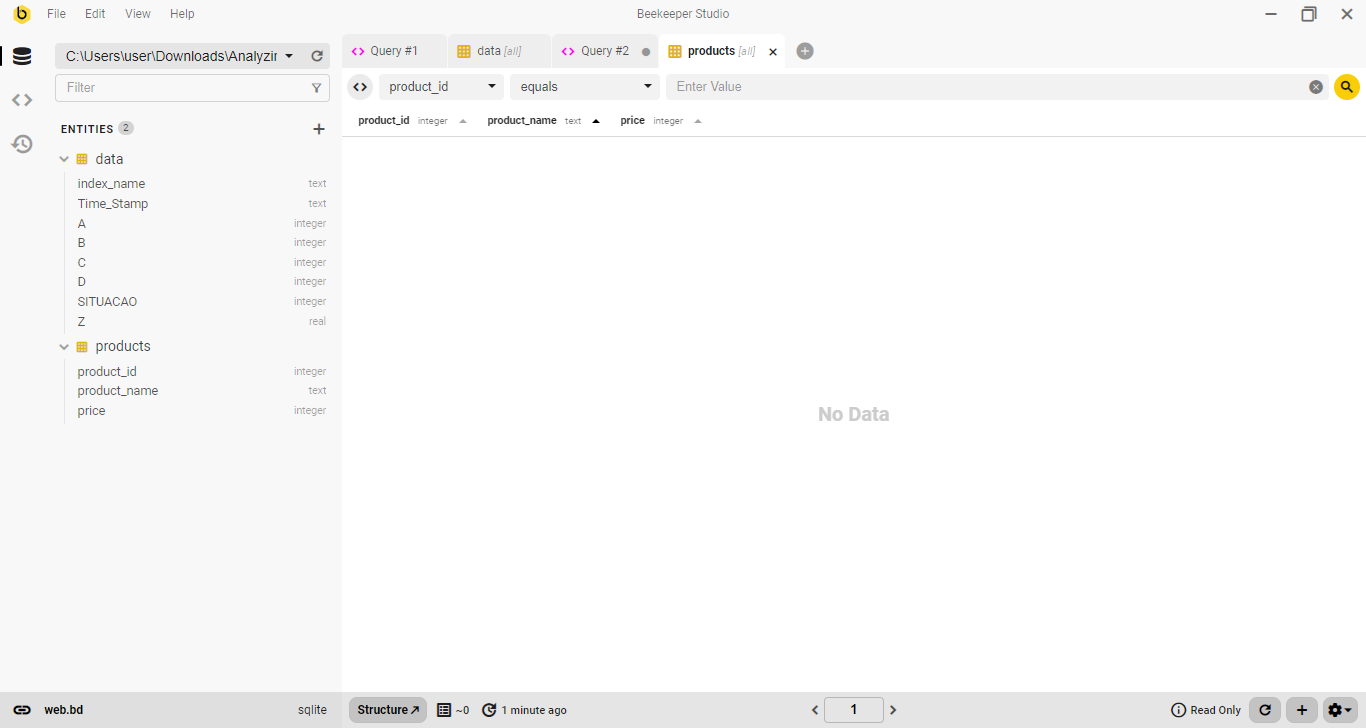 File Edit View Help Beekeeper Studio
C:\Users\user\Downloads\Analyzir
Query #1 data [all] Query #2 products [all]
Filter
product_id equals Enter Value
product_id integer product_name text price integer
ENTITIES 2
data
index_name text
Time_Stamp text
A integer
B integer
C integer
D integer
SITUACAO integer
Z real
products
product_id integer
product_name text
price integer
No Data
web.bd sqlite
Structure ~0 1 minute ago 1 Read Only